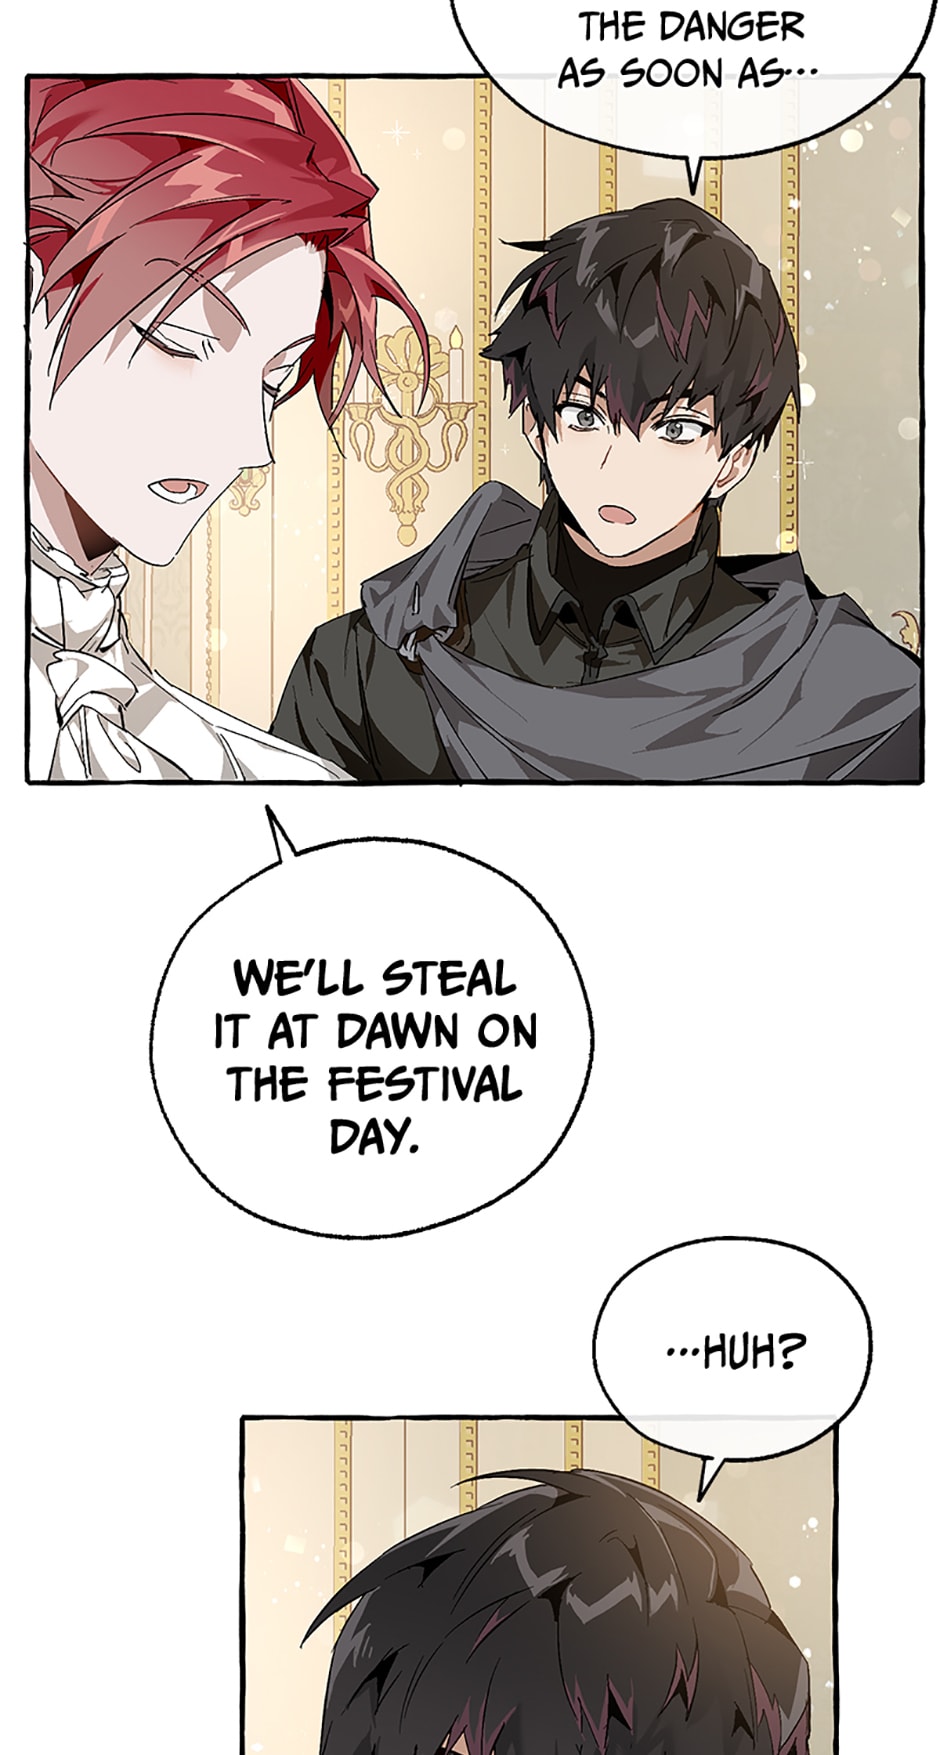 THE DANGER
AS SOON AS...
WE'LL STEAL
IT AT DAWN ON
THE FESTIVAL
DAY.
...HUH?